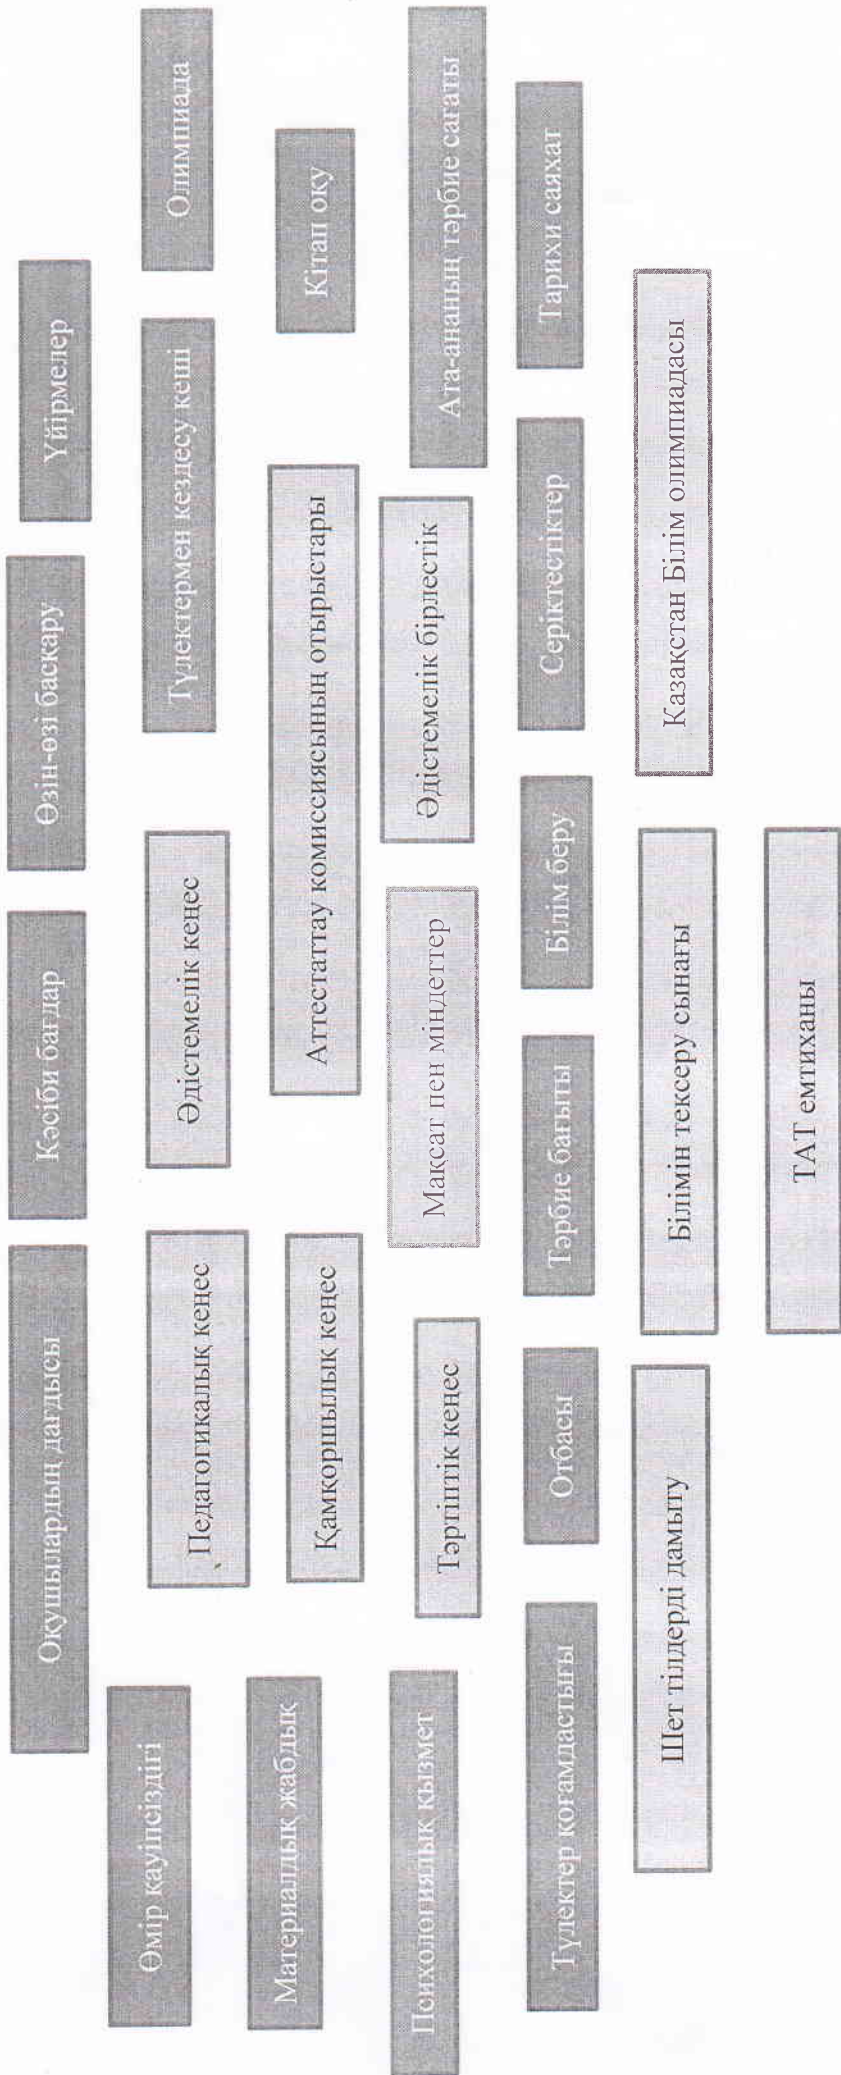 Оқушылардың дағдысы
Кәсіби бағдар
Өзін-өзі басқару
Үйірмелер
Өмір қауіпсіздігі
Педагогикалық кеңес
Әдістемелік кеңес
Түлектермен кездесу кеші
Олимпиада
Материалдық жабдық
Қамқоршылық кеңес
Аттестаттау комиссиясының отырыстары
Кітап оқу
Психологиялық қызмет
Тәртіптік кеңес
Мақсат пен міндеттер
Әдістемелік бірлестік
Ата-ананың тәрбие сағаты
Түлектер қоғамдастығы
Отбасы
Тәрбие бағыты
Білім беру
Серіктестіктер
Тарихи саяхат
Шет тілдерді дамыту
Білімін тексеру сынағы
Қазақстан Білім олимпиадасы
ТАТ емтиханы